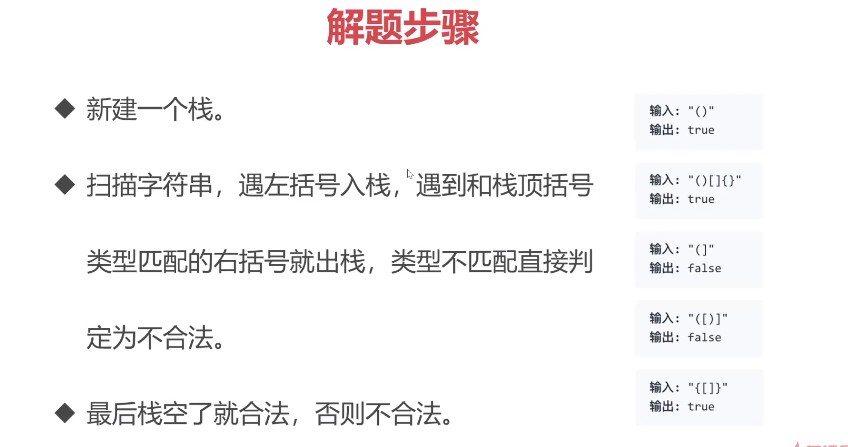 解题步骤
◆ 新建一个栈。
◆ 扫描字符串，遇左括号入栈，遇到和栈顶括号
类型匹配的右括号就出栈，类型不匹配直接判
定为不合法。
◆ 最后栈空了就合法，否则不合法。
输入: "()"
输出: true
输入: "()[]{}"
输出: true
输入: "(]"
输出: false
输入: "([)]"
输出: false
输入: "{[]}"
输出: true